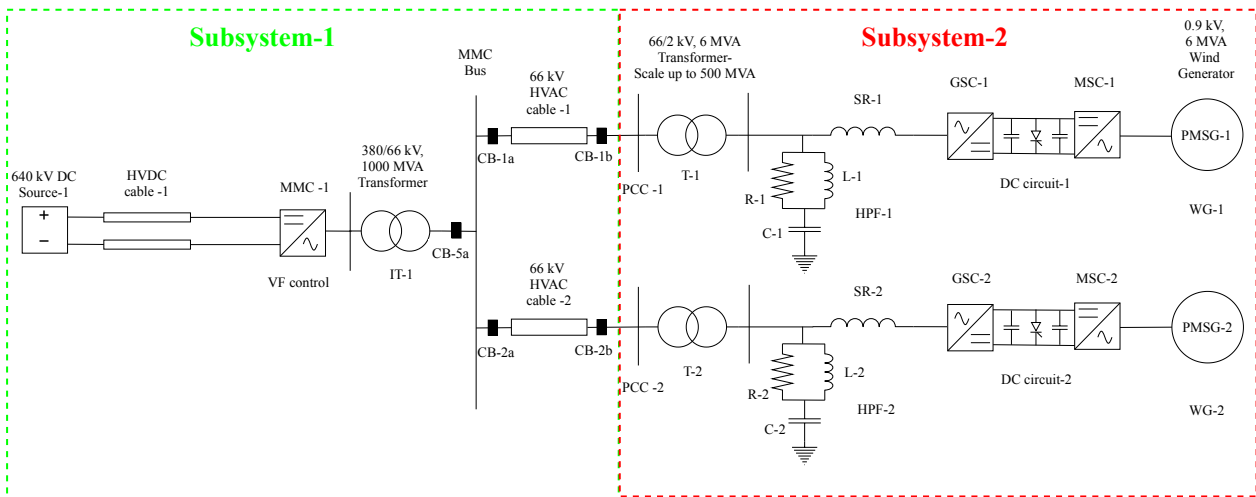 Subsystem-1
Subsystem-2
MMC
Bus
66 kV
HVAC
cable -1
CB-1a
CB-1b
640 kV DC
Source-1
+
−
HVDC
cable -1
MMC -1
VF control
380/66 kV,
1000 MVA
Transformer
IT-1
CB-5a
66 kV
HVAC
cable -2
CB-2a
CB-2b
66/2 kV, 6 MVA
Transformer-
Scale up to 500 MVA
PCC -1
T-1
R-1
L-1
C-1
HPF-1
SR-1
GSC-1
MSC-1
DC circuit-1
0.9 kV,
6 MVA
Wind
Generator
PMSG-1
WG-1
PCC -2
T-2
R-2
L-2
C-2
HPF-2
SR-2
GSC-2
MSC-2
DC circuit-2
PMSG-2
WG-2